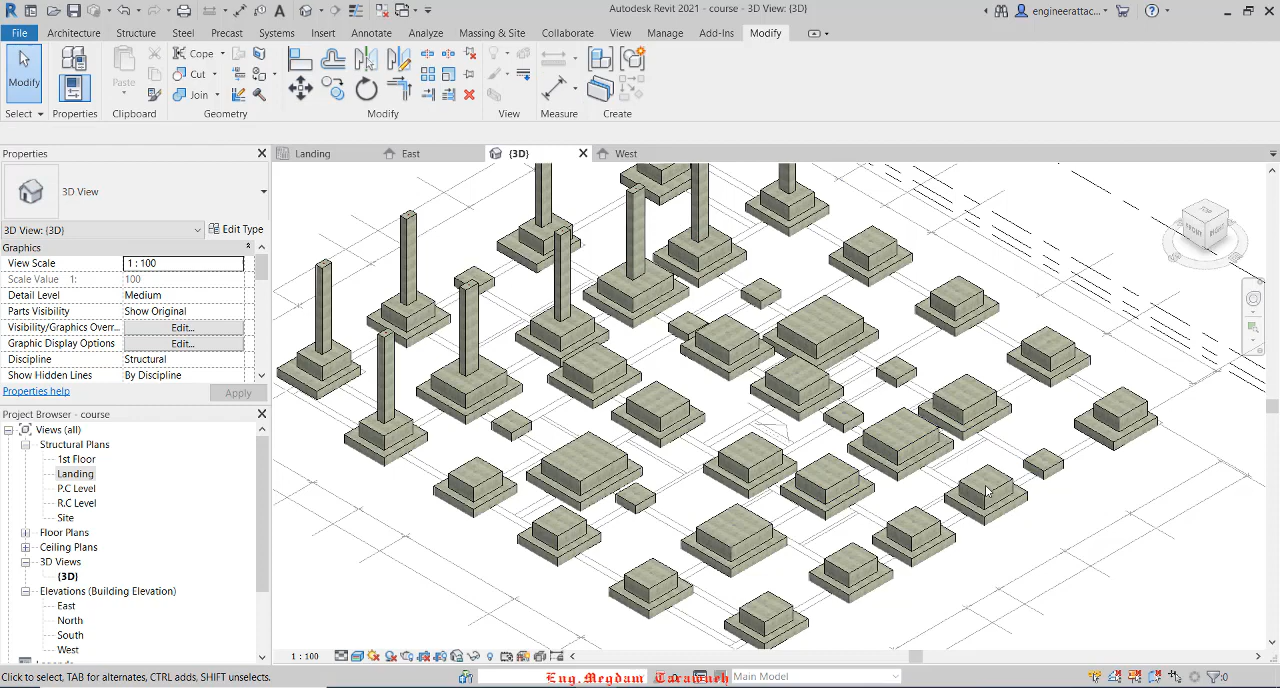 Autodesk Revit 2021 - course - 3D View: {3D}
engineerattac...
File Architecture Structure Steel Precast Systems Insert Annotate Analyze Massing & Site Collaborate View Manage Add-Ins Modify
Modify
Paste
Cope
Cut
Join
Select Properties Clipboard Geometry Modify View Measure Create
Properties
Landing East {3D} West
3D View
3D View: {3D} Edit Type
Graphics
View Scale 1 : 100
Scale Value 1: 100
Detail Level Medium
Parts Visibility Show Original
Visibility/Graphics Overr... Edit...
Graphic Display Options Edit...
Discipline Structural
Show Hidden Lines By Discipline
Properties help Apply
Project Browser - course
Views (all)
Structural Plans
1st Floor
Landing
P.C Level
R.C Level
Site
Floor Plans
Ceiling Plans
3D Views
{3D}
Elevations (Building Elevation)
East
North
South
West
TOP
FRONT
RIGHT
1 : 100
Click to select, TAB for alternates, CTRL adds, SHIFT unselects.
Eng.Meqdam Tarawneh
Main Model
:0